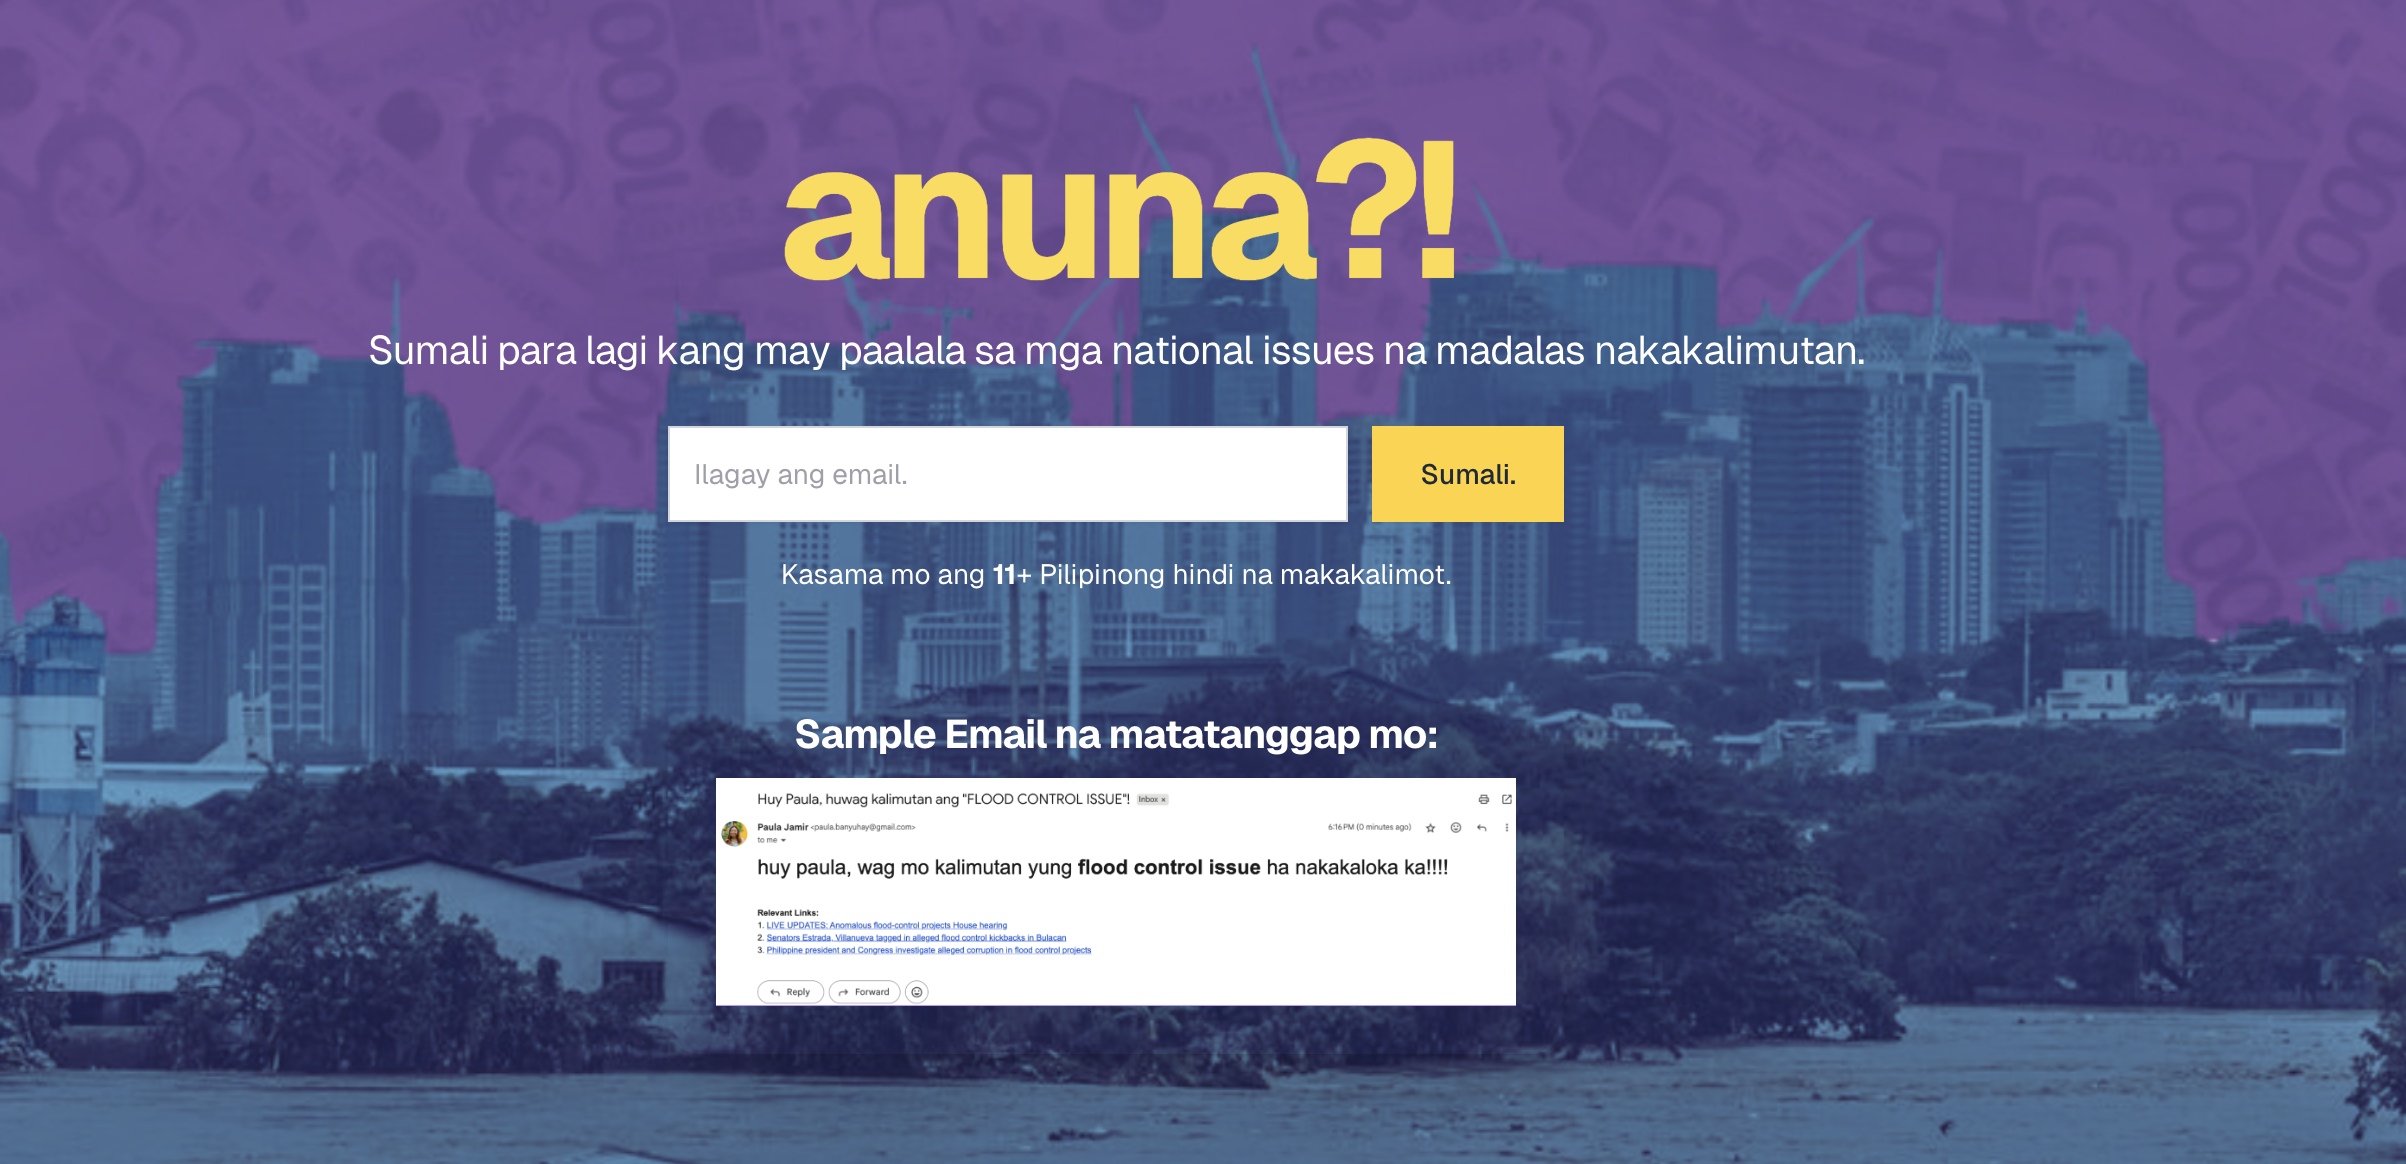 anuna?!
Sumali para lagi kang may paalala sa mga national issues na madalas nakakalimutan.
Ilagay ang email.
Sumali.
Kasama mo ang 11+ Pilipinong hindi na makakalimot.
Sample Email na matatanggap mo:
Huy Paula, huwag kalimutan ang "FLOOD CONTROL ISSUE"! Inbox x
Paula Jamir <paula.banyuhay@gmail.com> 6:16 PM (0 minutes ago)
to me
huy paula, wag mo kalimutan yung flood control issue ha nakakaloka ka!!!!
Relevant Links:
1. LIVE UPDATES: Anomalous flood-control projects House hearing
2. Senators Estrada, Villanueva tagged in alleged flood control kickbacks in Bulacan
3. Philippine president and Congress investigate alleged corruption in flood control projects
Reply Forward